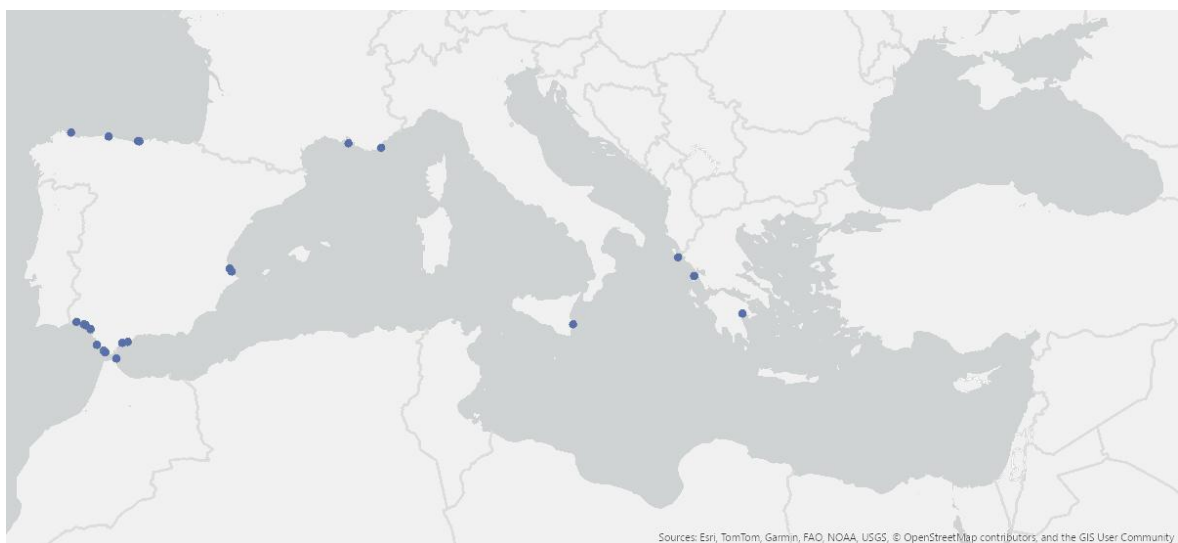 Sources: Esri, TomTom, Garmin, FAO, NOAA, USGS, © OpenStreetMap contributors, and the GIS User Community